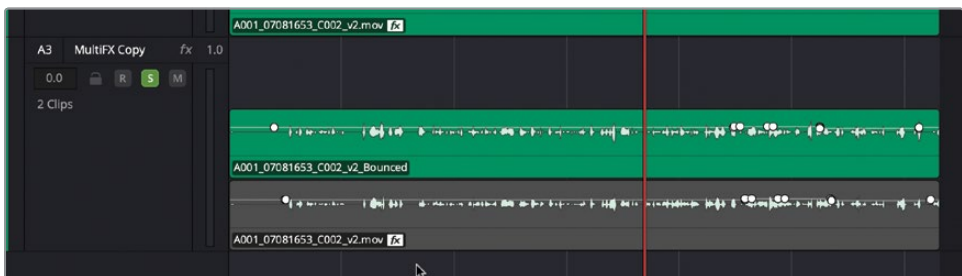 A001_07081653_C002_v2.mov fx
A3 MultiFX Copy fx 1.0
0.0 R S M
2 Clips
A001_07081653_C002_v2_Bounced
A001_07081653_C002_v2.mov fx